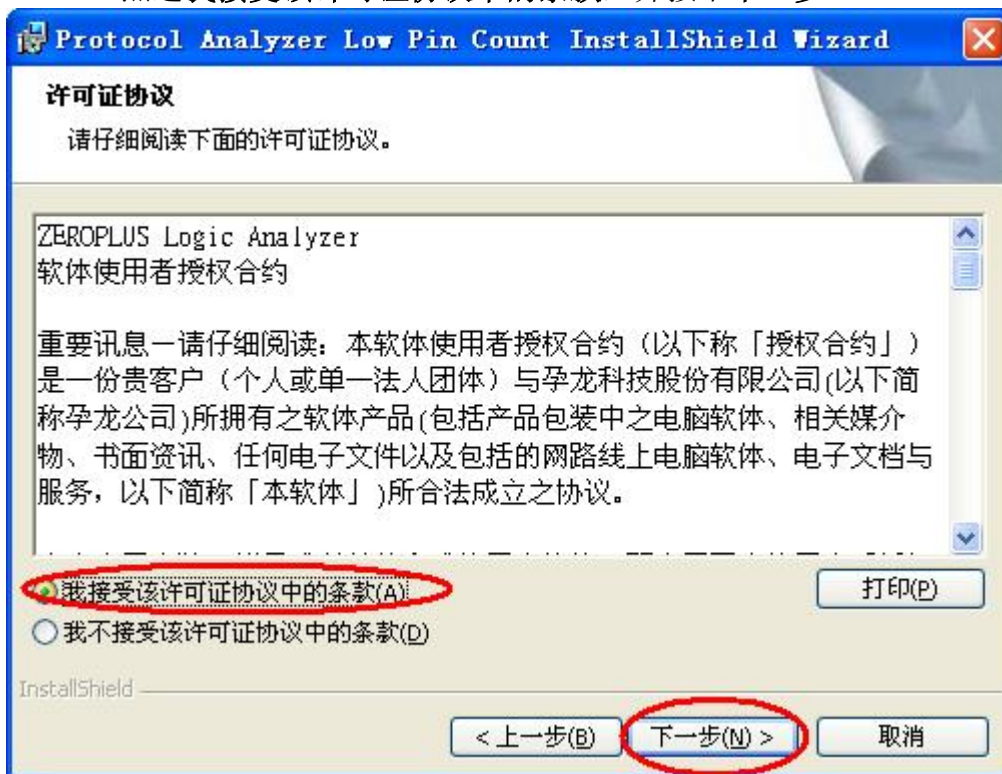 Protocol Analyzer Low Pin Count InstallShield Wizard
许可证协议
请仔细阅读下面的许可证协议。
ZEROPLUS Logic Analyzer
软体使用者授权合约
重要讯息一请仔细阅读：本软体使用者授权合约（以下称「授权合约」）
是一份贵客户（个人或单一法人团体）与孕龙科技股份有限公司(以下简
称孕龙公司)所拥有之软体产品(包括产品包装中之电脑软体、相关媒介
物、书面资讯、任何电子文件以及包括的网路线上电脑软体、电子文档与
服务，以下简称「本软体」)所合法成立之协议。
我接受该许可证协议中的条款(A)
打印(P)
我不接受该许可证协议中的条款(D)
InstallShield
<上一步(B)
下一步(N) >
取消